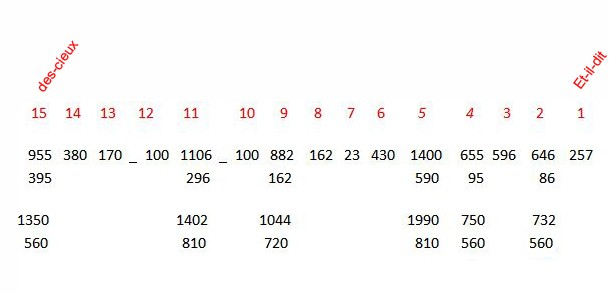 des-cieux Et-il-dit
15 14 13 12 11 10 9 8 7 6 5 4 3 2 1
955 380 170 _ 100 1106 _ 100 882 162 23 430 1400 655 596 646 257
395 296 162 590 95 86
1350 1402 1044 1990 750 732
560 810 720 810 560 560